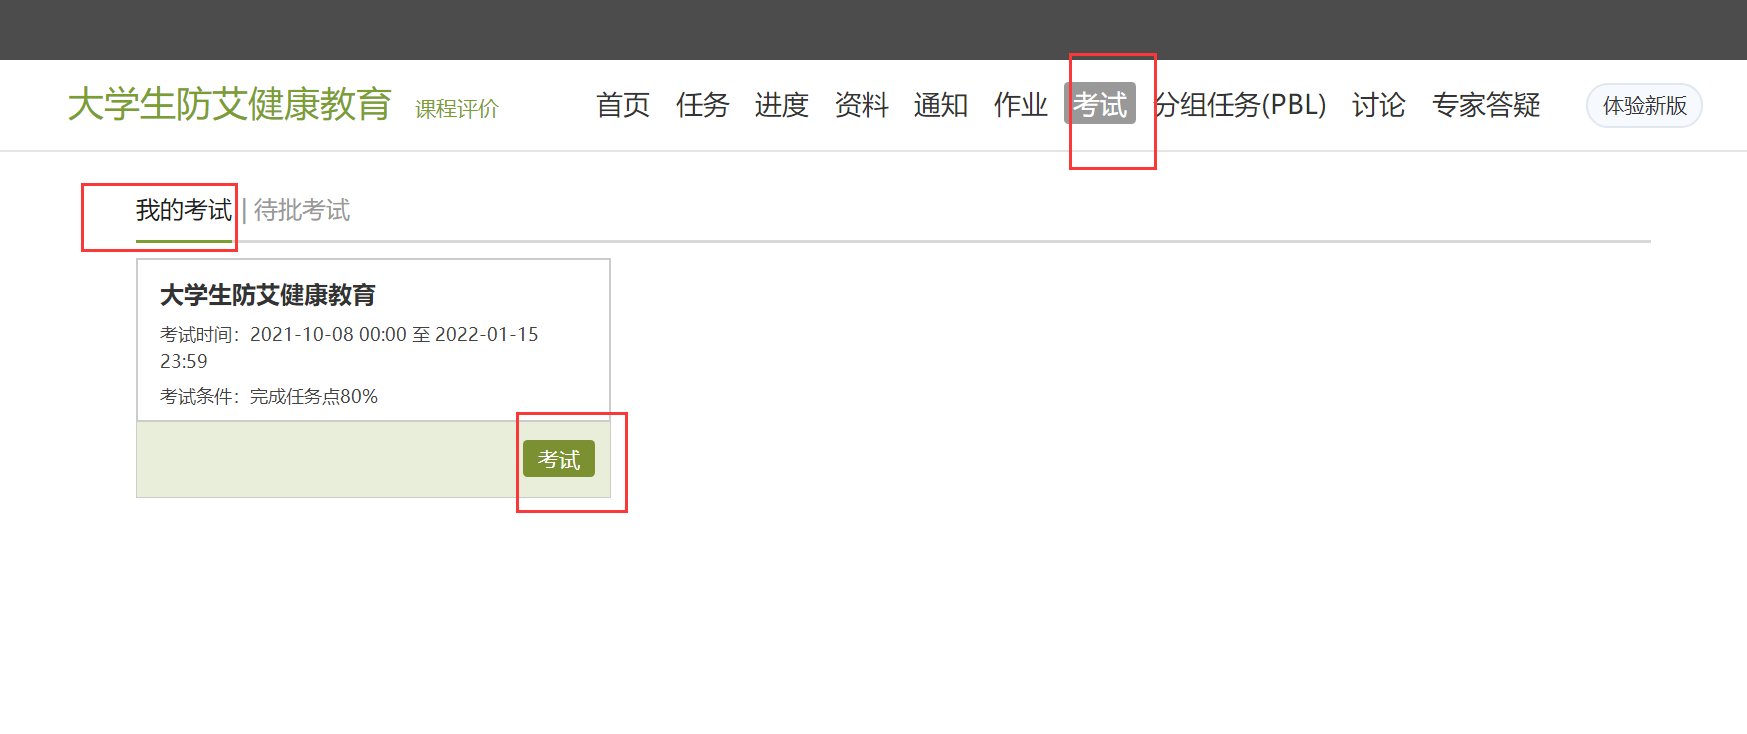 大学生防艾健康教育 课程评价 首页 任务 进度 资料 通知 作业 考试 分组任务(PBL) 讨论 专家答疑 体验新版
我的考试 | 待批考试
大学生防艾健康教育
考试时间：2021-10-08 00:00 至 2022-01-15
23:59
考试条件：完成任务点80%
考试